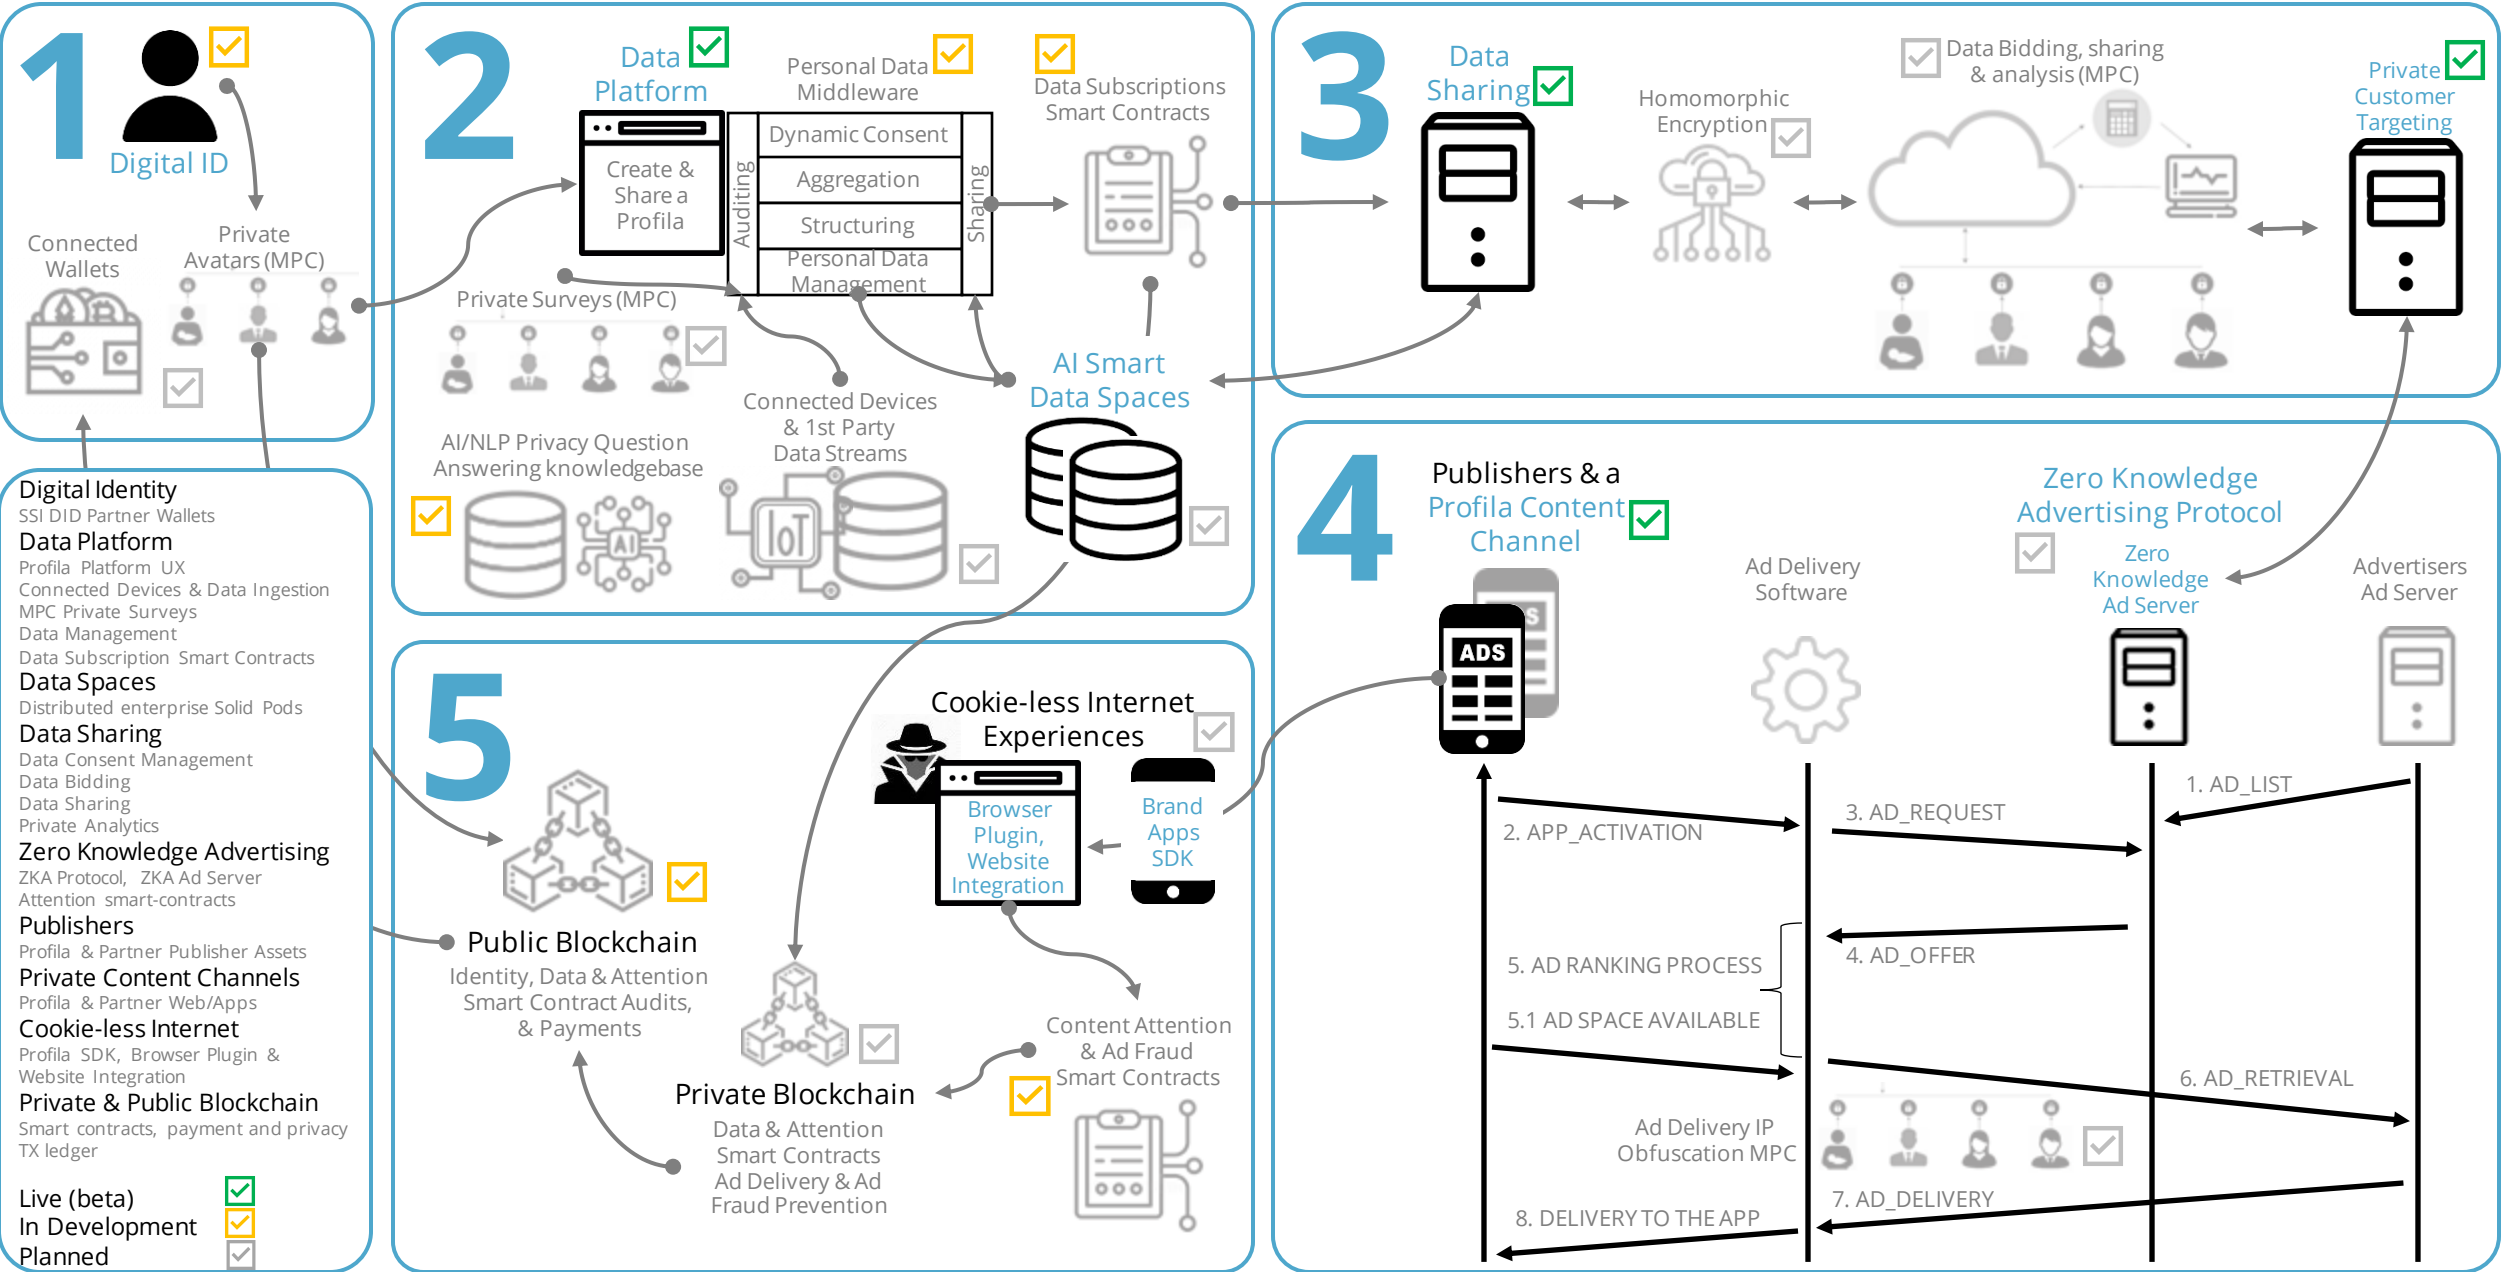 1
Digital ID
Connected
Wallets
Private
Avatars (MPC)
Digital Identity
SSI DID Partner Wallets
Data Platform
Profila Platform UX
Connected Devices & Data Ingestion
MPC Private Surveys
Data Management
Data Subscription Smart Contracts
Data Spaces
Distributed enterprise Solid Pods
Data Sharing
Data Consent Management
Data Bidding
Data Sharing
Private Analytics
Zero Knowledge Advertising
ZKA Protocol, ZKA Ad Server
Attention smart-contracts
Publishers
Profila & Partner Publisher Assets
Private Content Channels
Profila & Partner Web/Apps
Cookie-less Internet
Profila SDK, Browser Plugin &
Website Integration
Private & Public Blockchain
Smart contracts, payment and privacy
TX ledger
Live (beta)
In Development
Planned
2
Data
Platform
Create &
Share a
Profila
Personal Data
Middleware
Auditing
Dynamic Consent
Aggregation
Structuring
Personal Data
Management
Sharing
Data Subscriptions
Smart Contracts
Private Surveys (MPC)
AI/NLP Privacy Question
Answering knowledgebase
AI
Connected Devices
& 1st Party
Data Streams
IoT
AI Smart
Data Spaces
3
Data
Sharing
Homomorphic
Encryption
Data Bidding, sharing
& analysis (MPC)
Private
Customer
Targeting
4
Publishers & a
Profila Content
Channel
ADS
S
Ad Delivery
Software
Zero Knowledge
Advertising Protocol
Zero
Knowledge
Ad Server
Advertisers
Ad Server
1. AD_LIST
2. APP_ACTIVATION
3. AD_REQUEST
4. AD_OFFER
5. AD RANKING PROCESS
5.1 AD SPACE AVAILABLE
6. AD_RETRIEVAL
Ad Delivery IP
Obfuscation MPC
7. AD_DELIVERY
8. DELIVERY TO THE APP
5
Cookie-less Internet
Experiences
Browser
Plugin,
Website
Integration
Brand
Apps
SDK
Public Blockchain
Identity, Data & Attention
Smart Contract Audits,
& Payments
Private Blockchain
Data & Attention
Smart Contracts
Ad Delivery & Ad
Fraud Prevention
Content Attention
& Ad Fraud
Smart Contracts